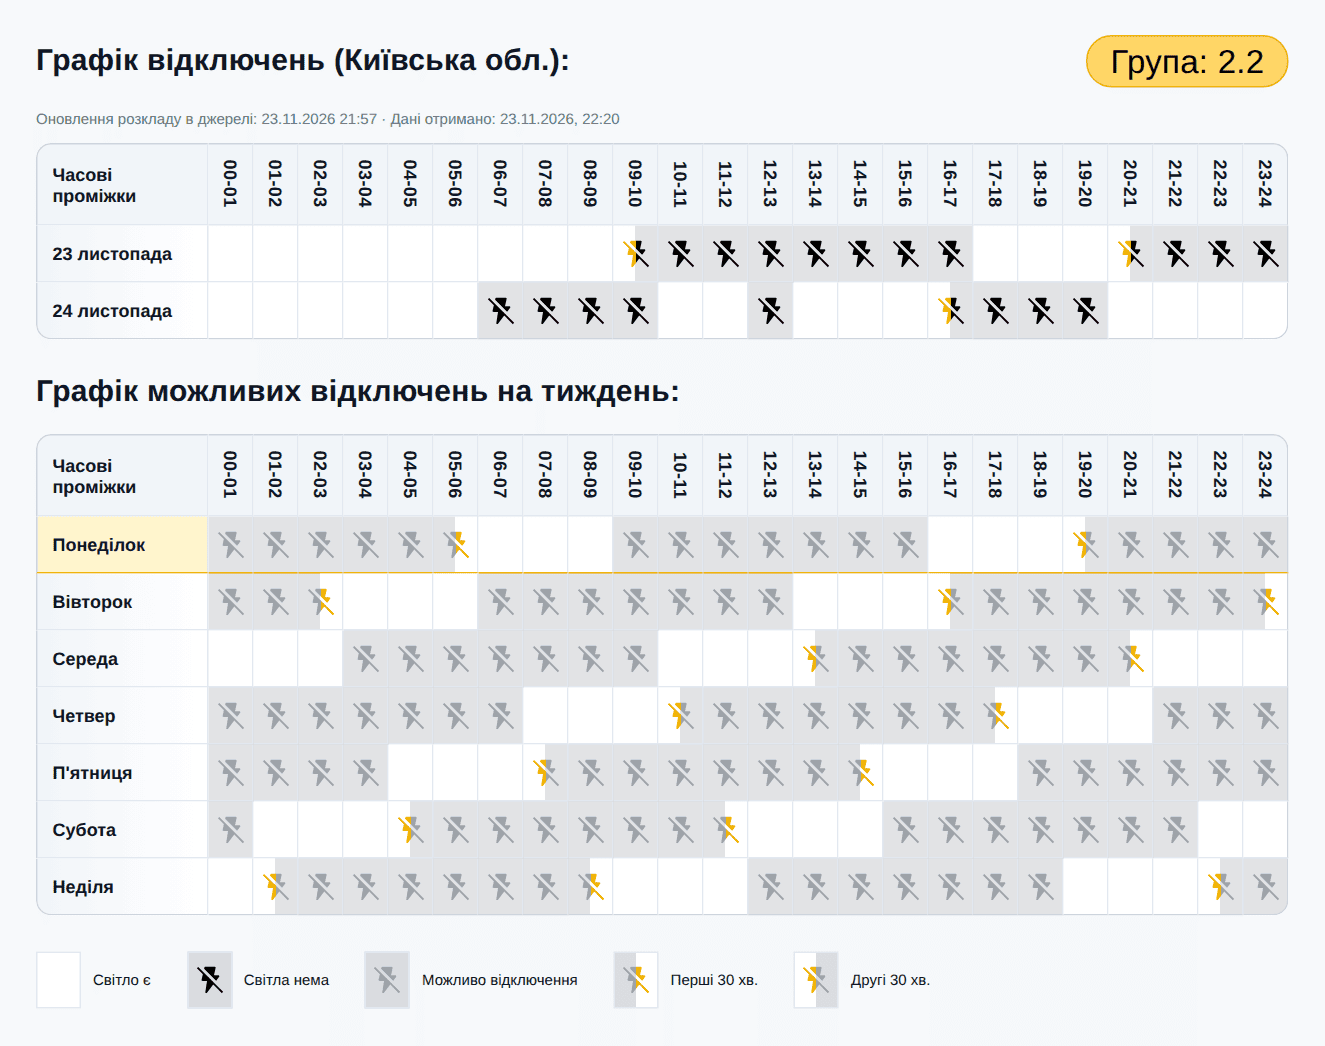 Графік відключень (Київська обл.):
Група: 2.2
Оновлення розкладу в джерелі: 23.11.2026 21:57 · Дані отримано: 23.11.2026, 22:20
Часові проміжки 00-01 01-02 02-03 03-04 04-05 05-06 06-07 07-08 08-09 09-10 10-11 11-12 12-13 13-14 14-15 15-16 16-17 17-18 18-19 19-20 20-21 21-22 22-23 23-24
23 листопада
24 листопада
Графік можливих відключень на тиждень:
Часові проміжки 00-01 01-02 02-03 03-04 04-05 05-06 06-07 07-08 08-09 09-10 10-11 11-12 12-13 13-14 14-15 15-16 16-17 17-18 18-19 19-20 20-21 21-22 22-23 23-24
Понеділок
Вівторок
Середа
Четвер
П'ятниця
Субота
Неділя
Світло є Світла нема Можливо відключення Перші 30 хв. Другі 30 хв.